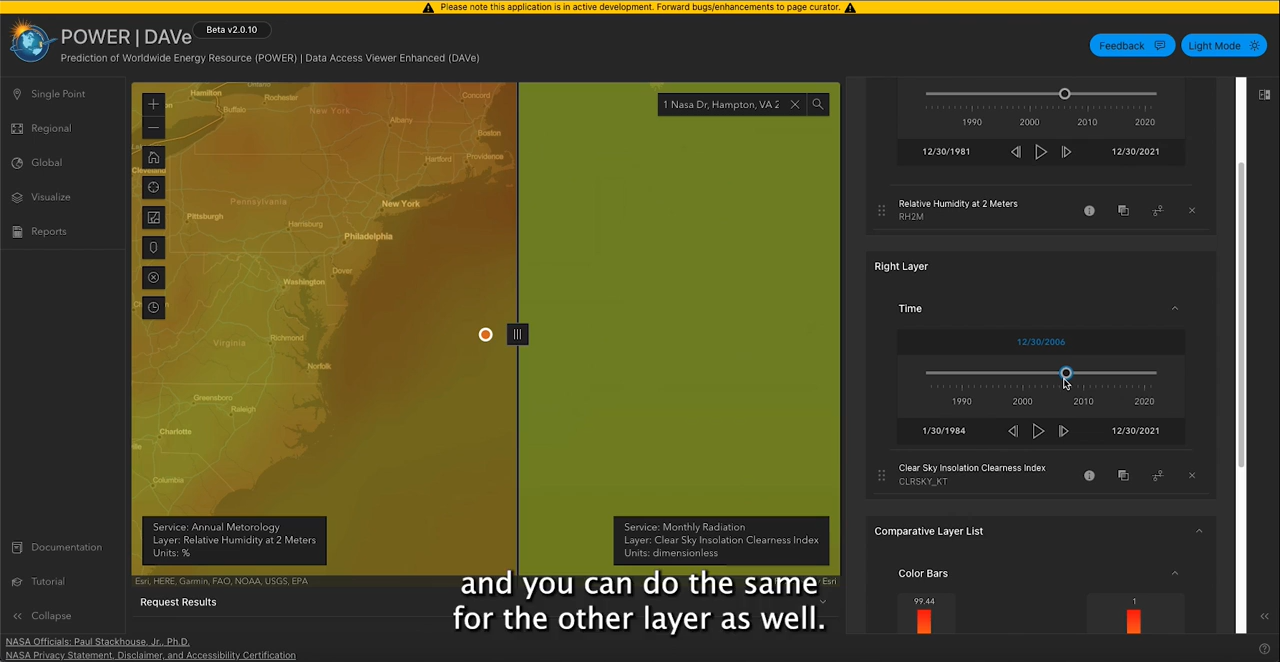 Please note this application is in active development. Forward bugs/enhancements to page curator.
POWER | DAVe
Beta v2.0.10
Prediction of Worldwide Energy Resource (POWER) | Data Access Viewer Enhanced (DAVe)
Feedback
Light Mode
Single Point
Regional
Global
Visualize
Reports
Documentation
Tutorial
Collapse
Hamilton
Rochester
Buffalo
New York
Concord
Albany
Boston
Hartford
Providence
Cleveland
Pennsylvania
New York
Pittsburgh
Harrisburg
Philadelphia
Dover
Washington
Virginia
Richmond
Norfolk
Greensboro
Raleigh
Charlotte
Columbia
1 Nasa Dr, Hampton, VA 2
Service: Annual Metorology
Layer: Relative Humidity at 2 Meters
Units: %
Service: Monthly Radiation
Layer: Clear Sky Insolation Clearness Index
Units: dimensionless
Esri, HERE, Garmin, FAO, NOAA, USGS, EPA
Esri
Request Results
1990 2000 2010 2020
12/30/1981 12/30/2021
Relative Humidity at 2 Meters
RH2M
Right Layer
Time
12/30/2006
1990 2000 2010 2020
1/30/1984 12/30/2021
Clear Sky Insolation Clearness Index
CLRSKY_KT
Comparative Layer List
Color Bars
99.44 1
and you can do the same
for the other layer as well.
NASA Officials: Paul Stackhouse, Jr., Ph.D.
NASA Privacy Statement, Disclaimer, and Accessibility Certification